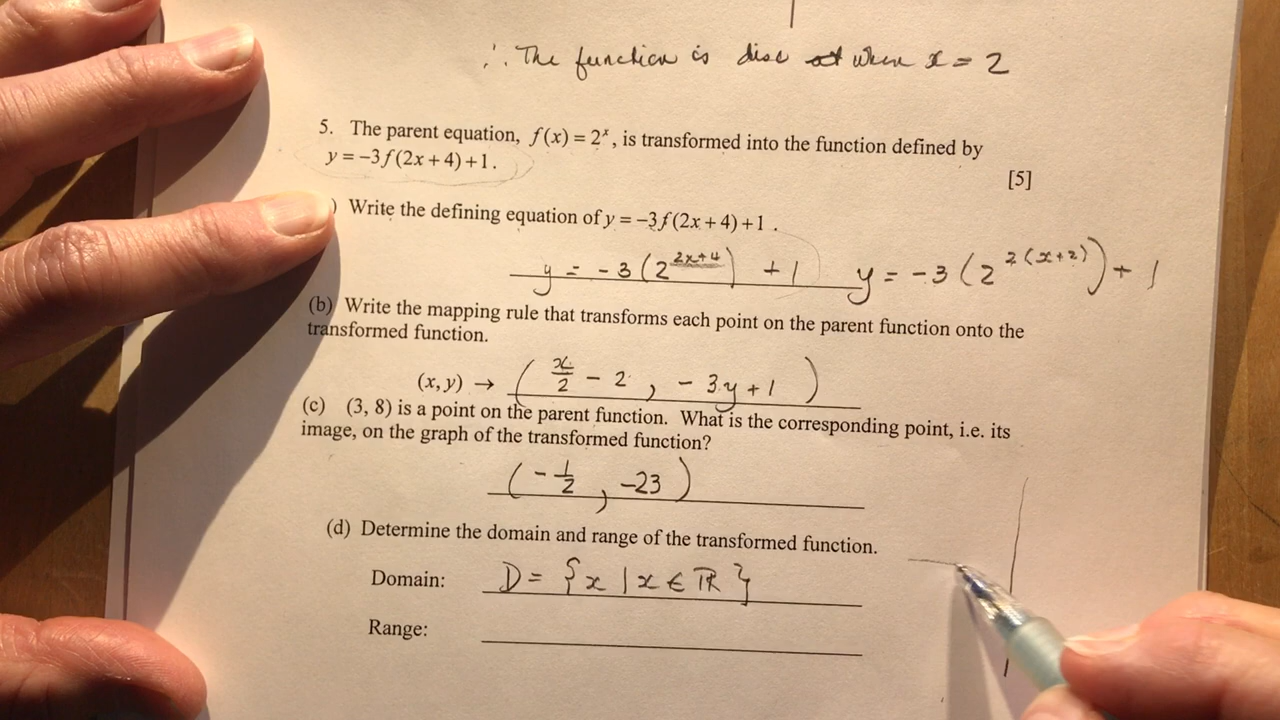 ∴ The function is disc at when x = 2
5. The parent equation, f(x) = 2ˣ, is transformed into the function defined by
y = −3f(2x + 4) + 1.
[5]
) Write the defining equation of y = −3f(2x + 4) + 1 .
y = −3(2^(2x+4)) + 1 y = −3(2^(2(x+2))) + 1
(b) Write the mapping rule that transforms each point on the parent function onto the
transformed function.
(x, y) → (x/2 − 2, −3y + 1)
(c) (3, 8) is a point on the parent function. What is the corresponding point, i.e. its
image, on the graph of the transformed function?
(−1/2, −23)
(d) Determine the domain and range of the transformed function.
Domain: D = {x | x ∈ ℝ}
Range: